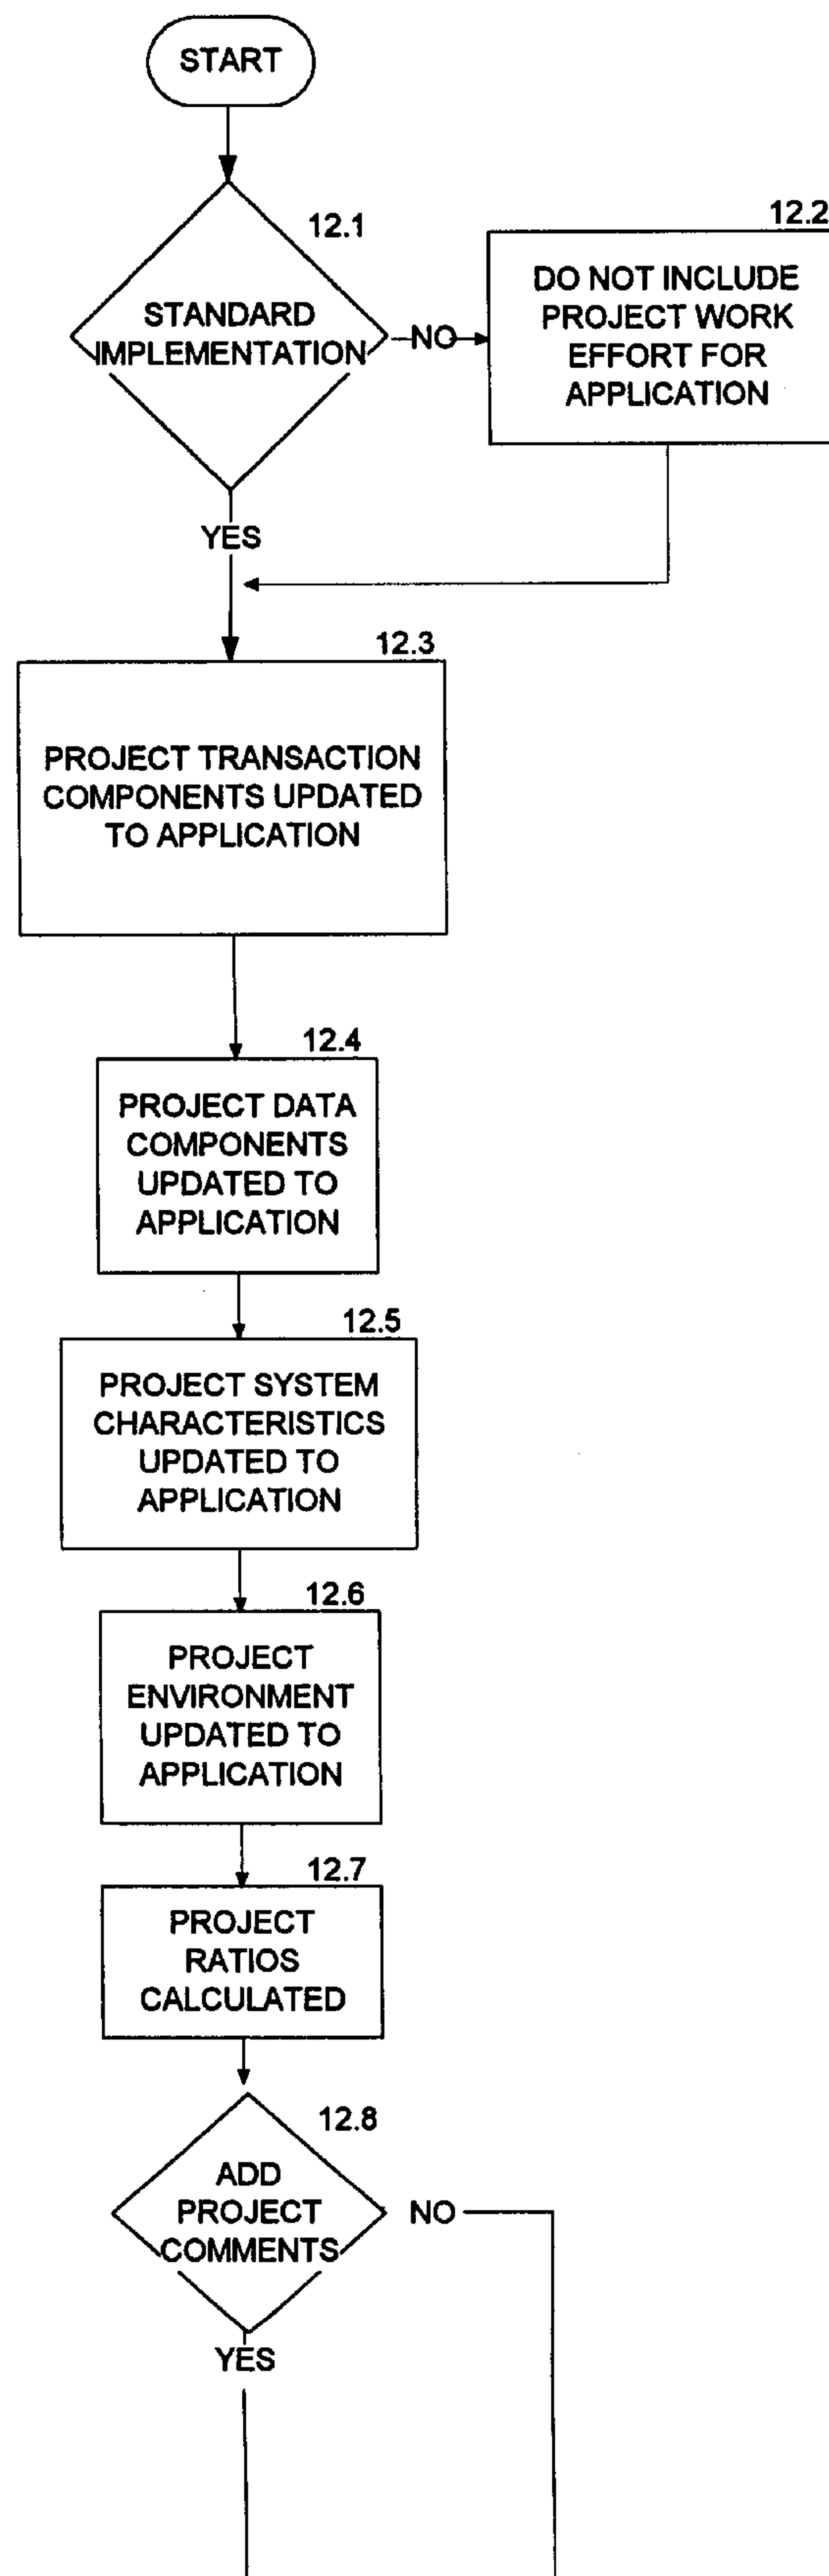 START
12.1
STANDARD
IMPLEMENTATION
NO
12.2
DO NOT INCLUDE
PROJECT WORK
EFFORT FOR
APPLICATION
YES
12.3
PROJECT TRANSACTION
COMPONENTS UPDATED
TO APPLICATION
12.4
PROJECT DATA
COMPONENTS
UPDATED TO
APPLICATION
12.5
PROJECT SYSTEM
CHARACTERISTICS
UPDATED TO
APPLICATION
12.6
PROJECT
ENVIRONMENT
UPDATED TO
APPLICATION
12.7
PROJECT
RATIOS
CALCULATED
12.8
ADD
PROJECT
COMMENTS
NO
YES